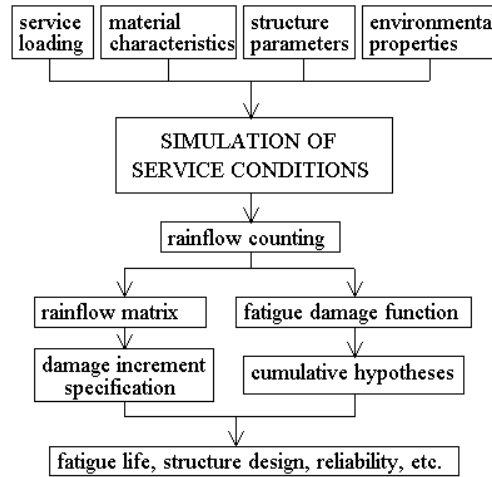 service
loading
material
characteristics
structure
parameters
environmenta
properties
SIMULATION OF
SERVICE CONDITIONS
rainflow counting
rainflow matrix
fatigue damage function
damage increment
specification
cumulative hypotheses
fatigue life, structure design, reliability, etc.